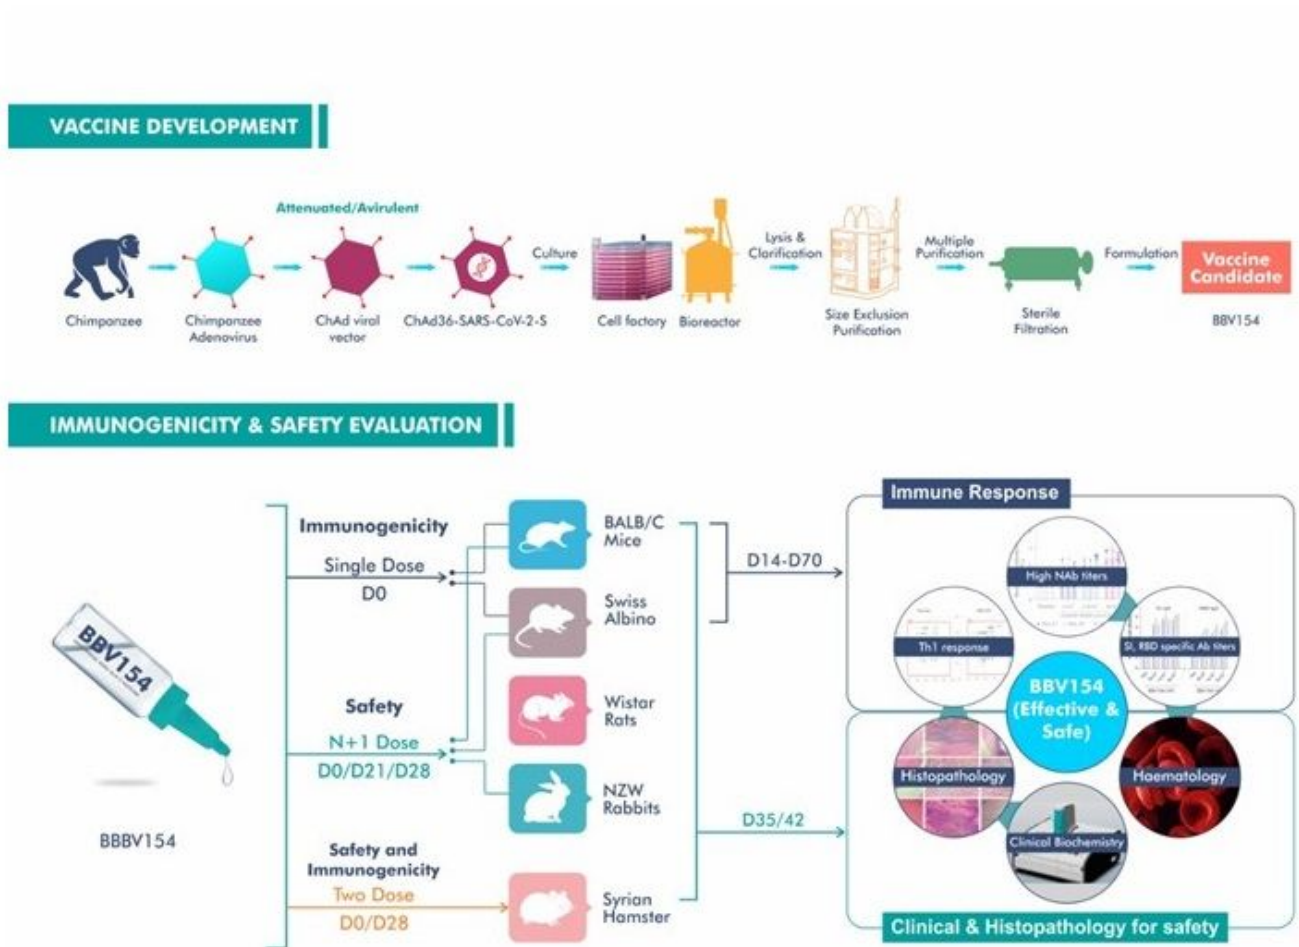 VACCINE DEVELOPMENT
Attenuated/Avirulent
Chimpanzee
Chimpanzee
Adenovirus
ChAd viral
vector
ChAd36-SARS-CoV-2-S
Culture
Cell factory
Bioreactor
Lysis &
Clarification
Size Exclusion
Purification
Multiple
Purification
Sterile
Filtration
Formulation
Vaccine
Candidate
BBV154
IMMUNOGENICITY & SAFETY EVALUATION
BBV154
BBBV154
Immunogenicity
Single Dose
D0
Safety
N+1 Dose
D0/D21/D28
Safety and
Immunogenicity
Two Dose
D0/D28
BALB/C
Mice
Swiss
Albino
Wistar
Rats
NZW
Rabbits
Syrian
Hamster
D14-D70
D35/42
Immune Response
High NAb titers
Th1 response
SI, RBD specific Ab titers
BBV154
(Effective &
Safe)
Histopathology
Haematology
Clinical Biochemistry
Clinical & Histopathology for safety